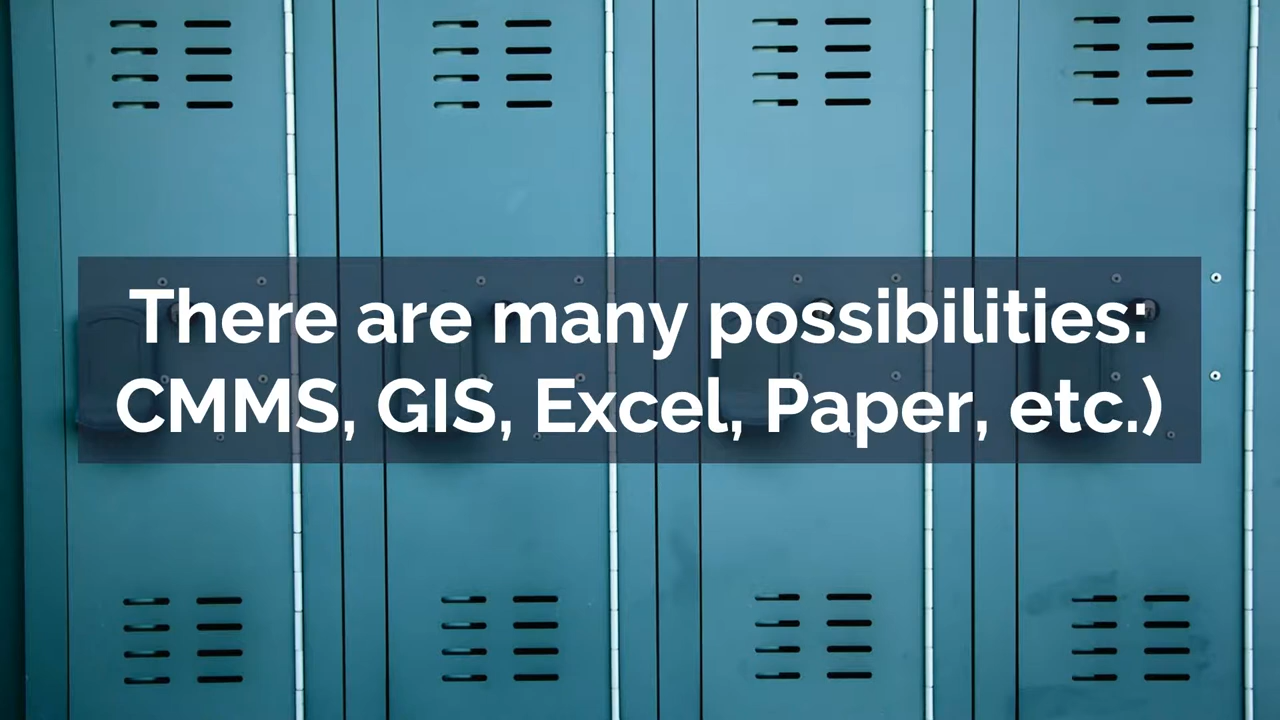 There are many possibilities:
CMMS, GIS, Excel, Paper, etc.)